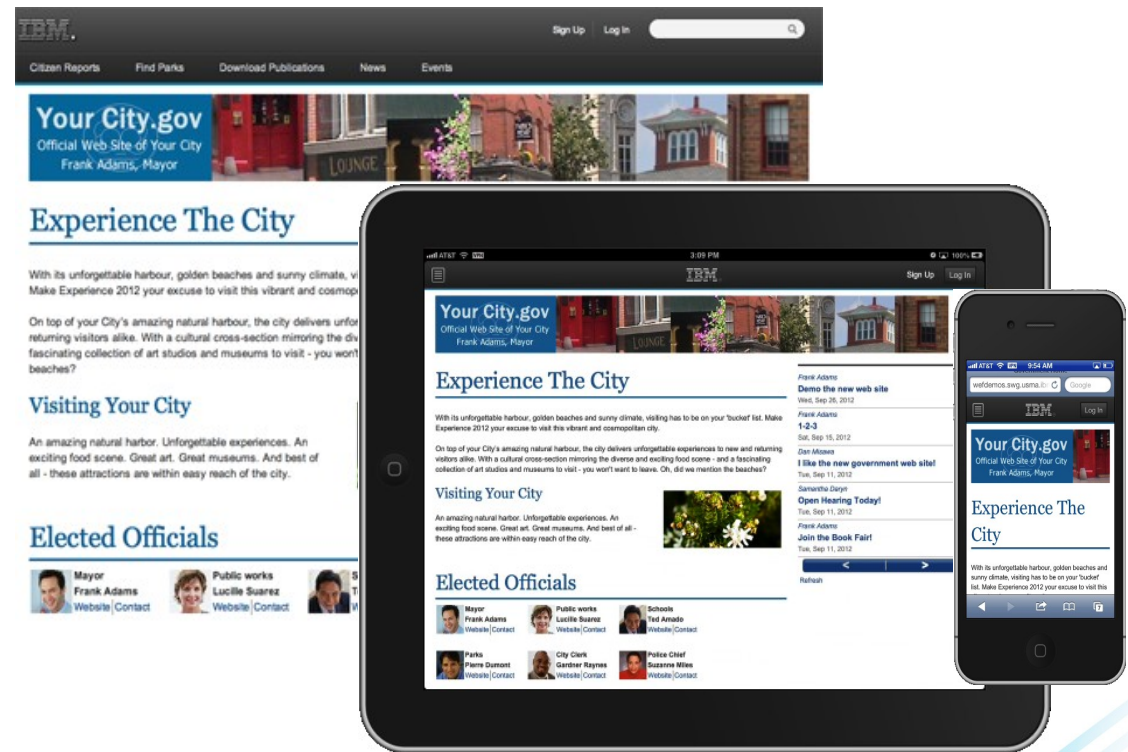 IBM.
Sign Up Log In
Citizen Reports Find Parks Download Publications News Events
Your City.gov
Official Web Site of Your City
Frank Adams, Mayor
LOUNGE
Experience The City
With its unforgettable harbour, golden beaches and sunny climate, vi
Make Experience 2012 your excuse to visit this vibrant and cosmop
On top of your City's amazing natural harbour, the city delivers unfor
returning visitors alike. With a cultural cross-section mirroring the div
fascinating collection of art studios and museums to visit - you won't
beaches?
Visiting Your City
An amazing natural harbor. Unforgettable experiences. An
exciting food scene. Great art. Great museums. And best of
all - these attractions are within easy reach of the city.
Elected Officials
Mayor
Frank Adams
Website|Contact
Public works
Lucille Suarez
Website|Contact
S
T
W
AT&T VPN 3:09 PM 100%
IBM. Sign Up Log In
Your City.gov
Official Web Site of Your City
Frank Adams, Mayor
LOUNGE
Experience The City
With its unforgettable harbour, golden beaches and sunny climate, visiting has to be on your 'bucket' list. Make
Experience 2012 your excuse to visit this vibrant and cosmopolitan city.
On top of your City's amazing natural harbour, the city delivers unforgettable experiences to new and returning
visitors alike. With a cultural cross-section mirroring the diverse and exciting food scene - and a fascinating
collection of art studios and museums to visit - you won't want to leave. Oh, did we mention the beaches?
Visiting Your City
An amazing natural harbor. Unforgettable experiences. An
exciting food scene. Great art. Great museums. And best of all -
these attractions are within easy reach of the city.
Elected Officials
Mayor
Frank Adams
Website|Contact
Public works
Lucille Suarez
Website|Contact
Schools
Ted Amado
Website|Contact
Parks
Pierre Dumont
Website|Contact
City Clerk
Gardner Raynes
Website|Contact
Police Chief
Suzanne Miles
Website|Contact
Frank Adams
Demo the new web site
Wed, Sep 26, 2012
Frank Adams
1-2-3
Sat, Sep 15, 2012
Dan Misawa
I like the new government web site!
Tue, Sep 11, 2012
Samantha Daryn
Open Hearing Today!
Tue, Sep 11, 2012
Frank Adams
Join the Book Fair!
Tue, Sep 11, 2012
< | >
Refresh
AT&T VPN 9:54 AM
wefdemos.swg.usma.ib Google
IBM. Log In
Your City.gov
Official Web Site of Your City
Frank Adams, Mayor
Experience The
City
With its unforgettable harbour, golden beaches and
sunny climate, visiting has to be on your 'bucket'
list. Make Experience 2012 your excuse to visit this